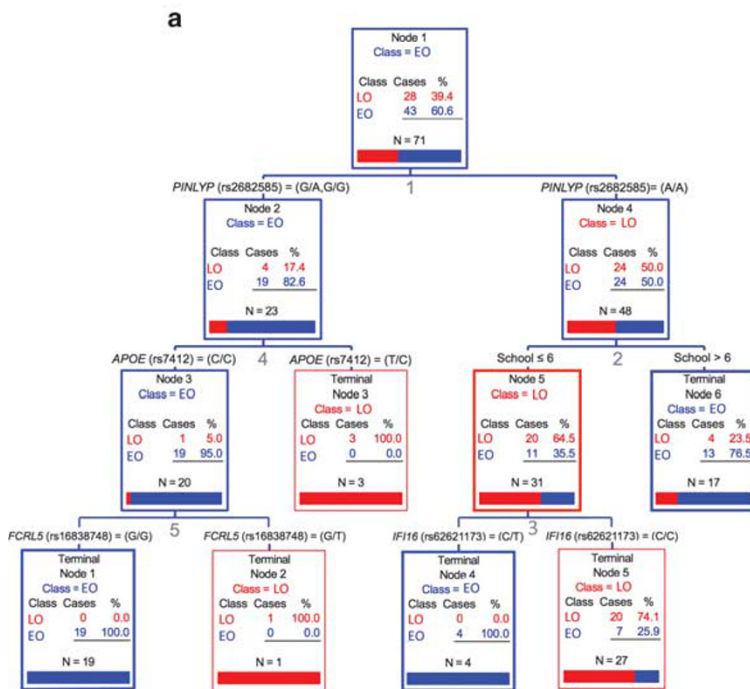 a
Node 1
Class = EO
Class Cases %
LO 28 39.4
EO 43 60.6
N = 71
1
PINLYP (rs2682585) = (G/A,G/G)
PINLYP (rs2682585)= (A/A)
Node 2
Class = EO
Class Cases %
LO 4 17.4
EO 19 82.6
N = 23
Node 4
Class = LO
Class Cases %
LO 24 50.0
EO 24 50.0
N = 48
4
2
APOE (rs7412) = (C/C)
APOE (rs7412) = (T/C)
School ≤ 6
School > 6
Node 3
Class = EO
Class Cases %
LO 1 5.0
EO 19 95.0
N = 20
Terminal
Node 3
Class = LO
Class Cases %
LO 3 100.0
EO 0 0.0
N = 3
Node 5
Class = LO
Class Cases %
LO 20 64.5
EO 11 35.5
N = 31
Terminal
Node 6
Class = EO
Class Cases %
LO 4 23.5
EO 13 76.5
N = 17
5
3
FCRL5 (rs16838748) = (G/G)
FCRL5 (rs16838748) = (G/T)
IFI16 (rs62621173) = (C/T)
IFI16 (rs62621173) = (C/C)
Terminal
Node 1
Class = EO
Class Cases %
LO 0 0.0
EO 19 100.0
N = 19
Terminal
Node 2
Class = LO
Class Cases %
LO 1 100.0
EO 0 0.0
N = 1
Terminal
Node 4
Class = EO
Class Cases %
LO 0 0.0
EO 4 100.0
N = 4
Terminal
Node 5
Class = LO
Class Cases %
LO 20 74.1
EO 7 25.9
N = 27